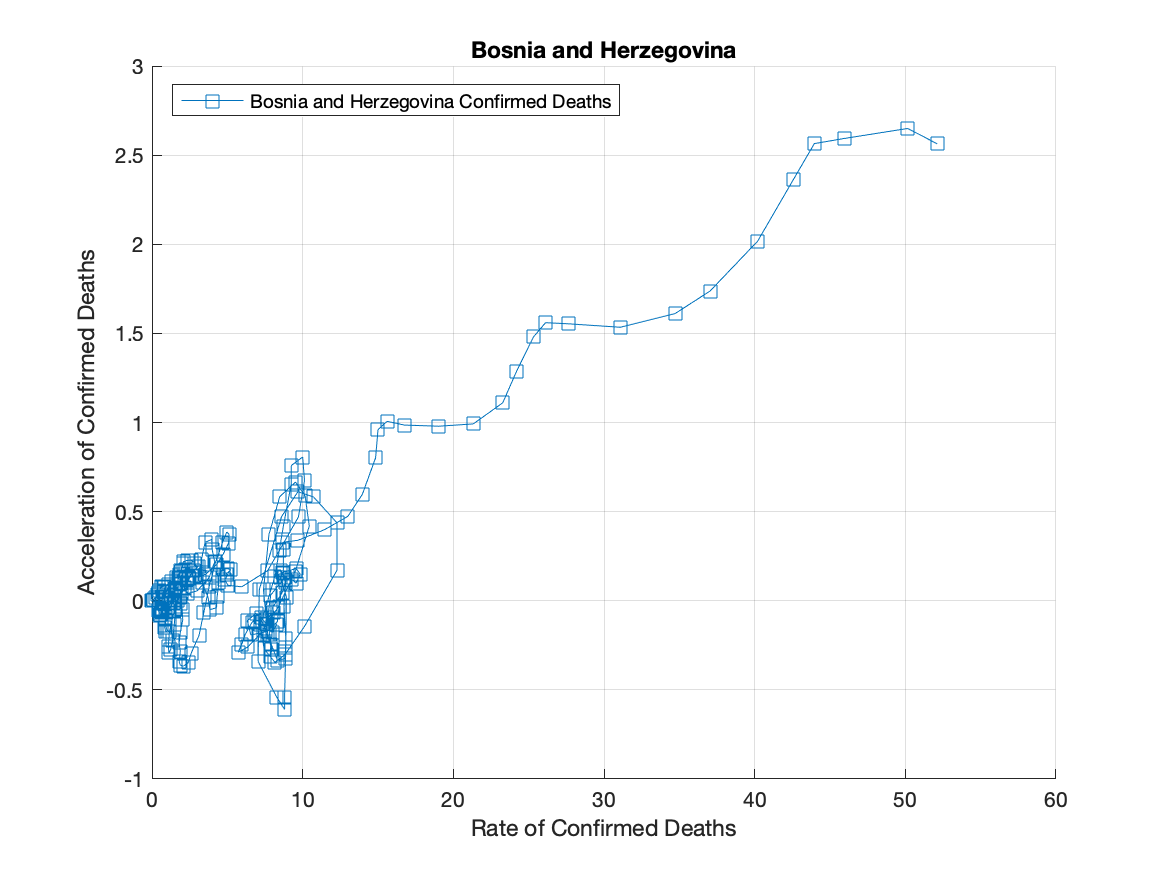 Bosnia and Herzegovina
Bosnia and Herzegovina Confirmed Deaths
3
2.5
2
1.5
1
0.5
0
-0.5
-1
Acceleration of Confirmed Deaths
0 10 20 30 40 50 60
Rate of Confirmed Deaths